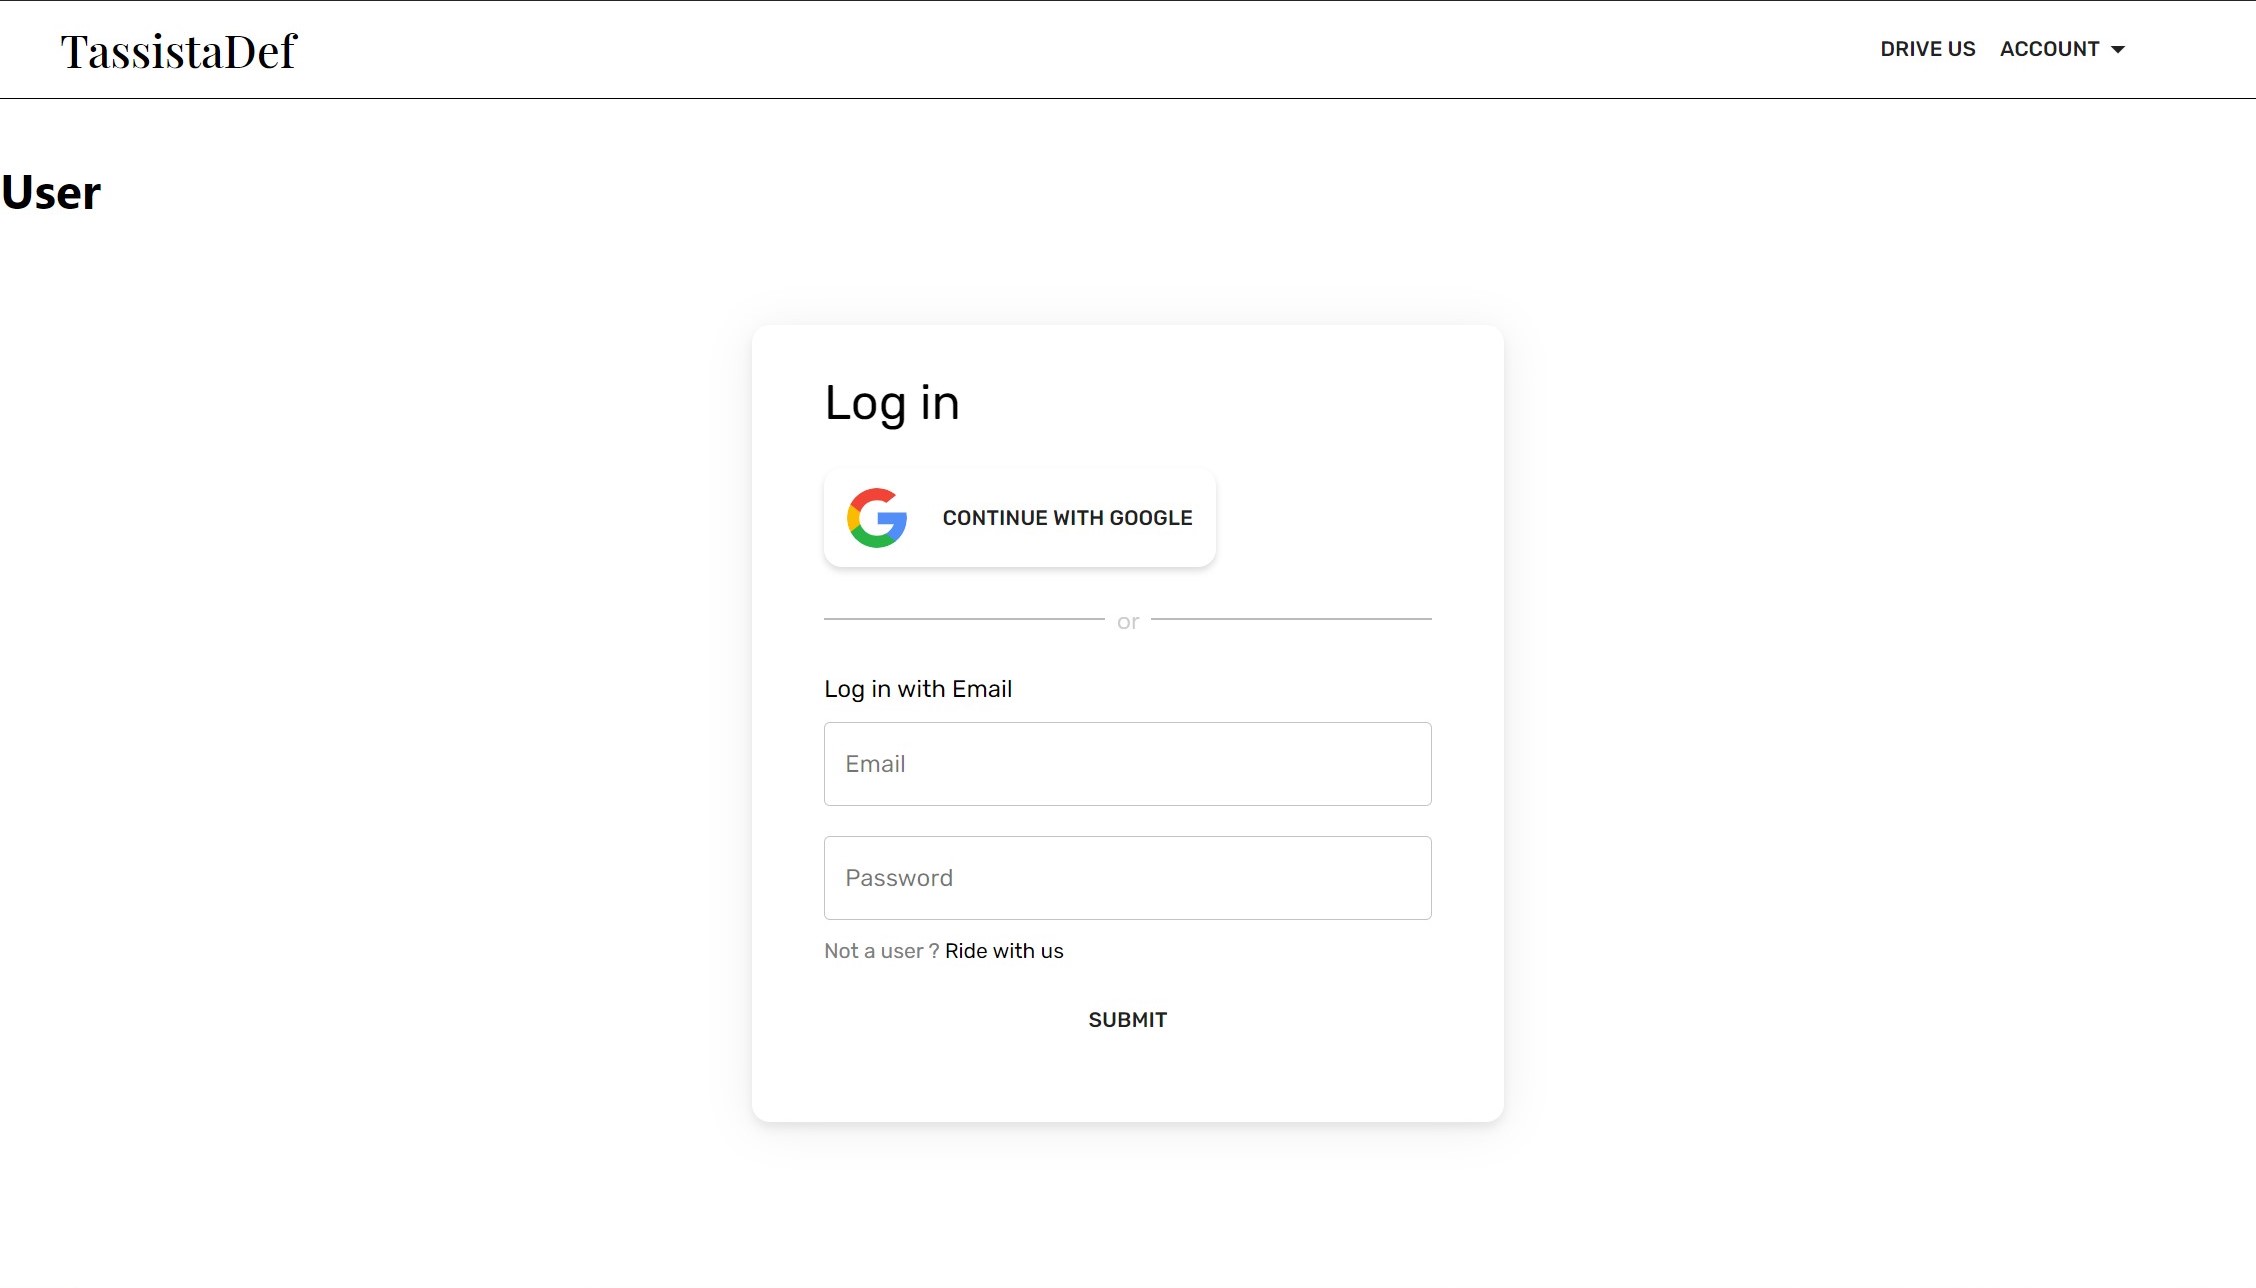 TassistaDef
DRIVE US ACCOUNT
User
Log in
CONTINUE WITH GOOGLE
or
Log in with Email
Email
Password
Not a user ? Ride with us
SUBMIT